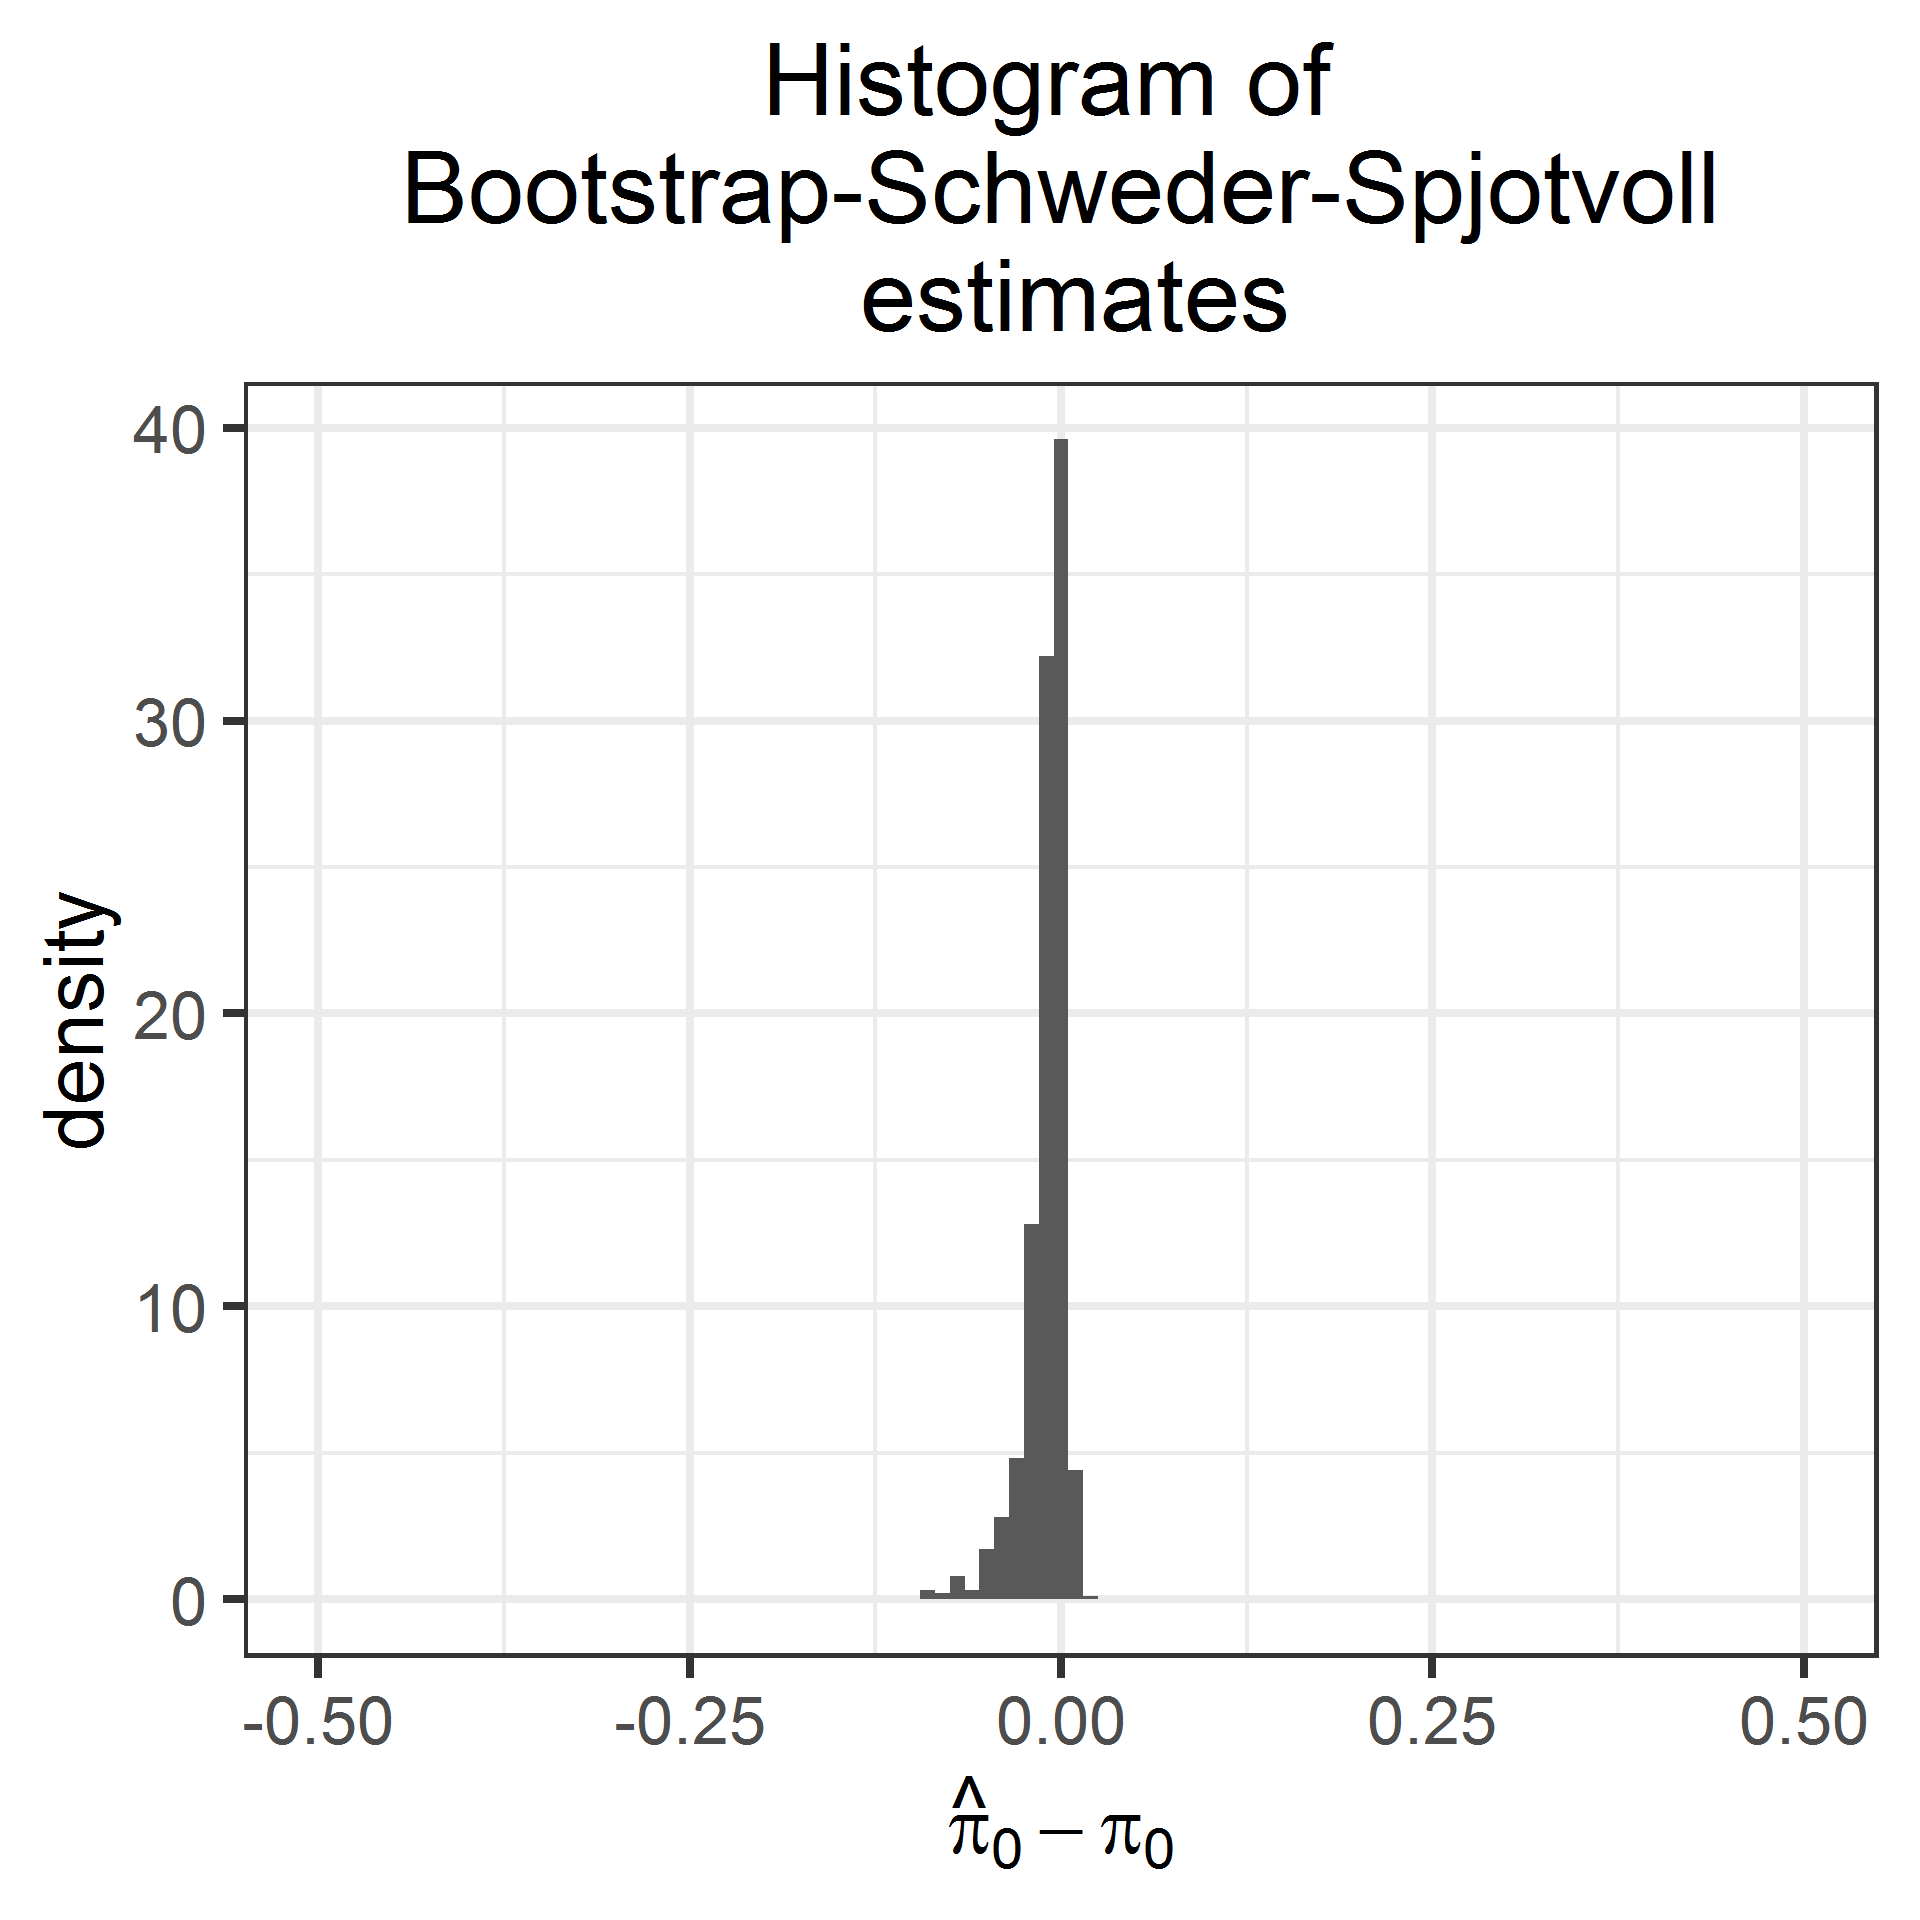 Histogram of
Bootstrap-Schweder-Spjotvoll
estimates
40
30
20
10
0
density
-0.50 -0.25 0.00 0.25 0.50
π̂₀ − π₀